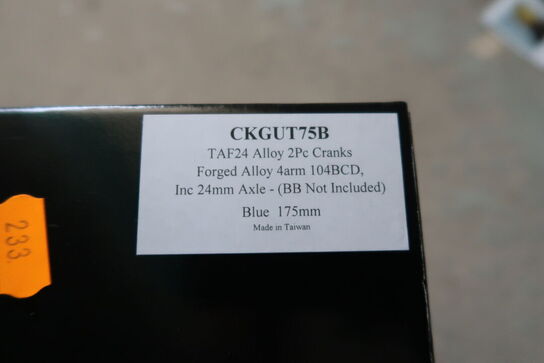 CKGUT75B
TAF24 Alloy 2Pc Cranks
Forged Alloy 4arm 104BCD,
Inc 24mm Axle - (BB Not Included)
Blue 175mm
Made in Taiwan
233